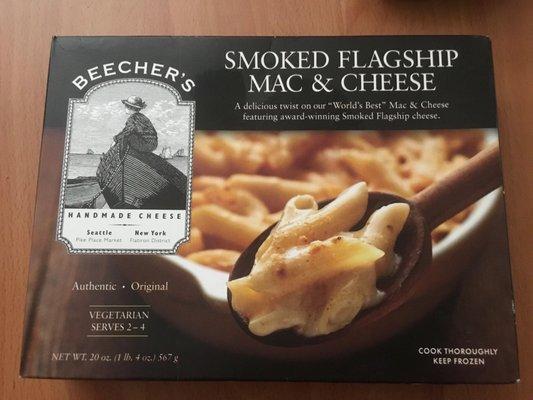 BEECHER'S
HANDMADE CHEESE
Seattle New York
Pike Place Market Flatiron District
SMOKED FLAGSHIP
MAC & CHEESE
A delicious twist on our "World's Best" Mac & Cheese
featuring award-winning Smoked Flagship cheese.
Authentic • Original
VEGETARIAN
SERVES 2-4
NET WT. 20 oz. (1 lb, 4 oz.) 567 g
COOK THOROUGHLY
KEEP FROZEN